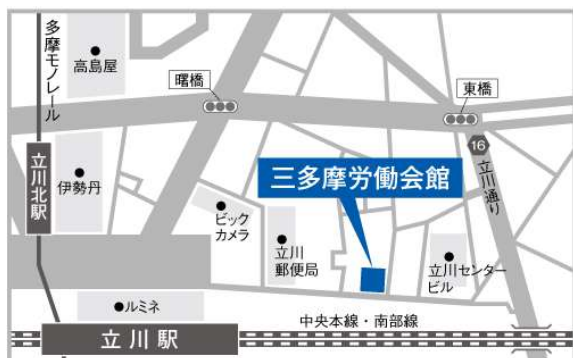 多摩モノレール
高島屋
曙橋
東橋
16
立川通り
立川北駅
伊勢丹
三多摩労働会館
ビック
カメラ
立川
郵便局
立川センター
ビル
ルミネ
中央本線・南部線
立川駅